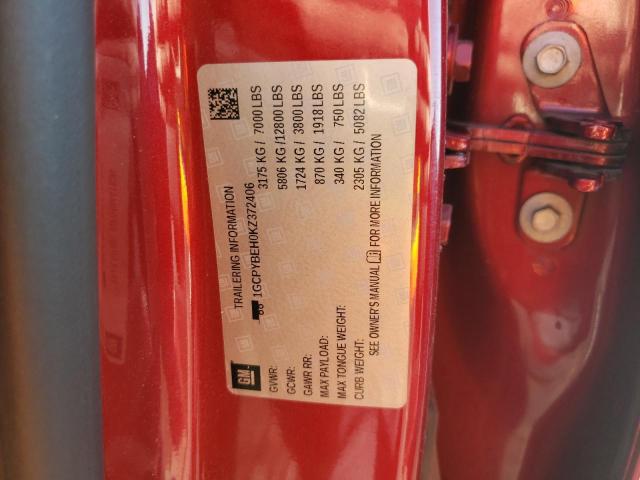 GM
TRAILERING INFORMATION
1GCPYBEH0KZ372406
GVWR: 3175 KG / 7000 LBS
GCWR: 5806 KG /12800 LBS
GAWR RR: 1724 KG / 3800 LBS
MAX PAYLOAD: 870 KG / 1918 LBS
MAX TONGUE WEIGHT: 340 KG / 750 LBS
CURB WEIGHT: 2305 KG / 5082 LBS
SEE OWNER'S MANUAL FOR MORE INFORMATION